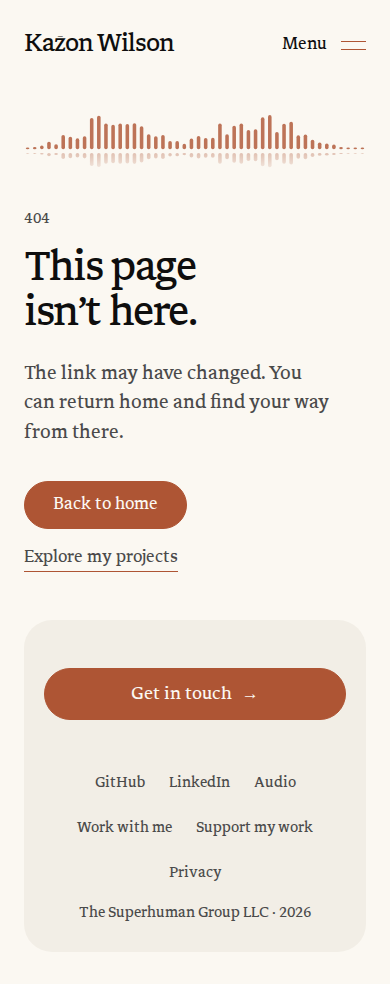 Kazon Wilson
Menu
404
This page
isn’t here.
The link may have changed. You
can return home and find your way
from there.
Back to home
Explore my projects
Get in touch →
GitHub LinkedIn Audio
Work with me Support my work
Privacy
The Superhuman Group LLC · 2026